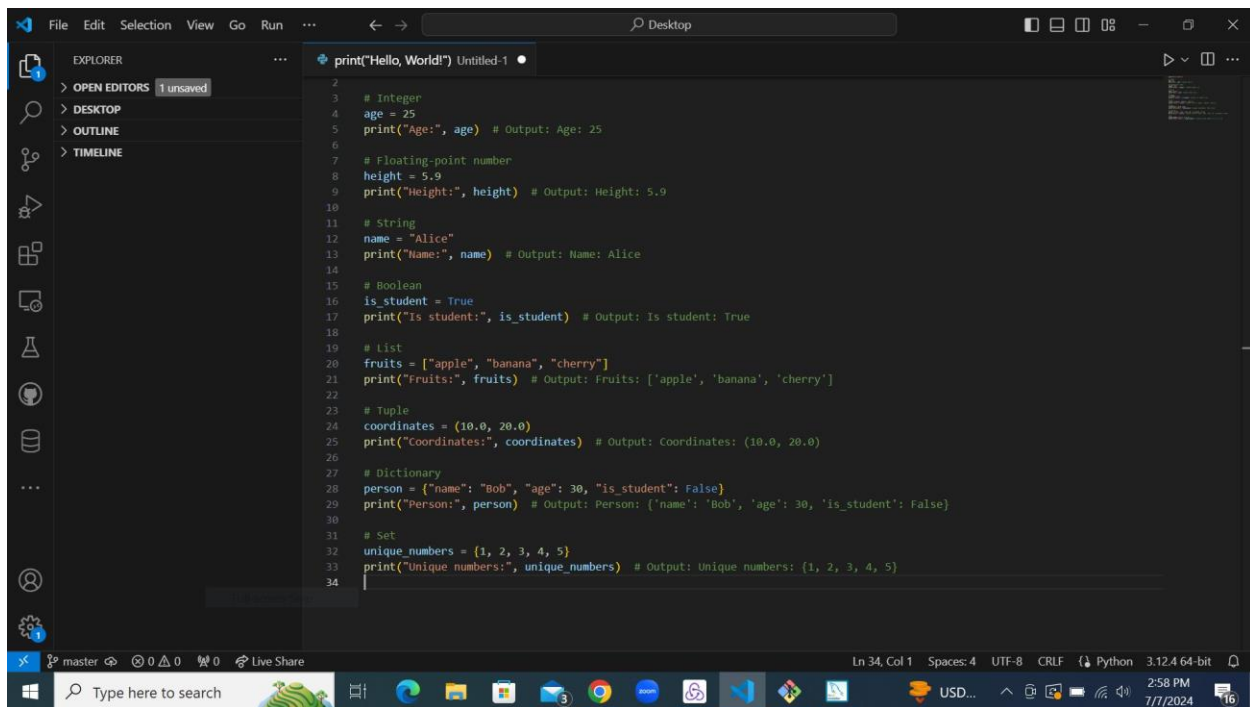 File Edit Selection View Go Run ··· Desktop
EXPLORER ···
print("Hello, World!") Untitled-1
OPEN EDITORS 1 unsaved
DESKTOP
OUTLINE
TIMELINE
2
3 # Integer
4 age = 25
5 print("Age:", age)  # Output: Age: 25
6
7 # Floating-point number
8 height = 5.9
9 print("Height:", height)  # Output: Height: 5.9
10
11 # String
12 name = "Alice"
13 print("Name:", name)  # Output: Name: Alice
14
15 # Boolean
16 is_student = True
17 print("Is student:", is_student)  # Output: Is student: True
18
19 # List
20 fruits = ["apple", "banana", "cherry"]
21 print("Fruits:", fruits)  # Output: Fruits: ['apple', 'banana', 'cherry']
22
23 # Tuple
24 coordinates = (10.0, 20.0)
25 print("Coordinates:", coordinates)  # Output: Coordinates: (10.0, 20.0)
26
27 # Dictionary
28 person = {"name": "Bob", "age": 30, "is_student": False}
29 print("Person:", person)  # Output: Person: {'name': 'Bob', 'age': 30, 'is_student': False}
30
31 # Set
32 unique_numbers = {1, 2, 3, 4, 5}
33 print("Unique numbers:", unique_numbers)  # Output: Unique numbers: {1, 2, 3, 4, 5}
34
master 0 0 0 Live Share Ln 34, Col 1 Spaces: 4 UTF-8 CRLF Python 3.12.4 64-bit
Type here to search zoom USD... 2:58 PM
7/7/2024